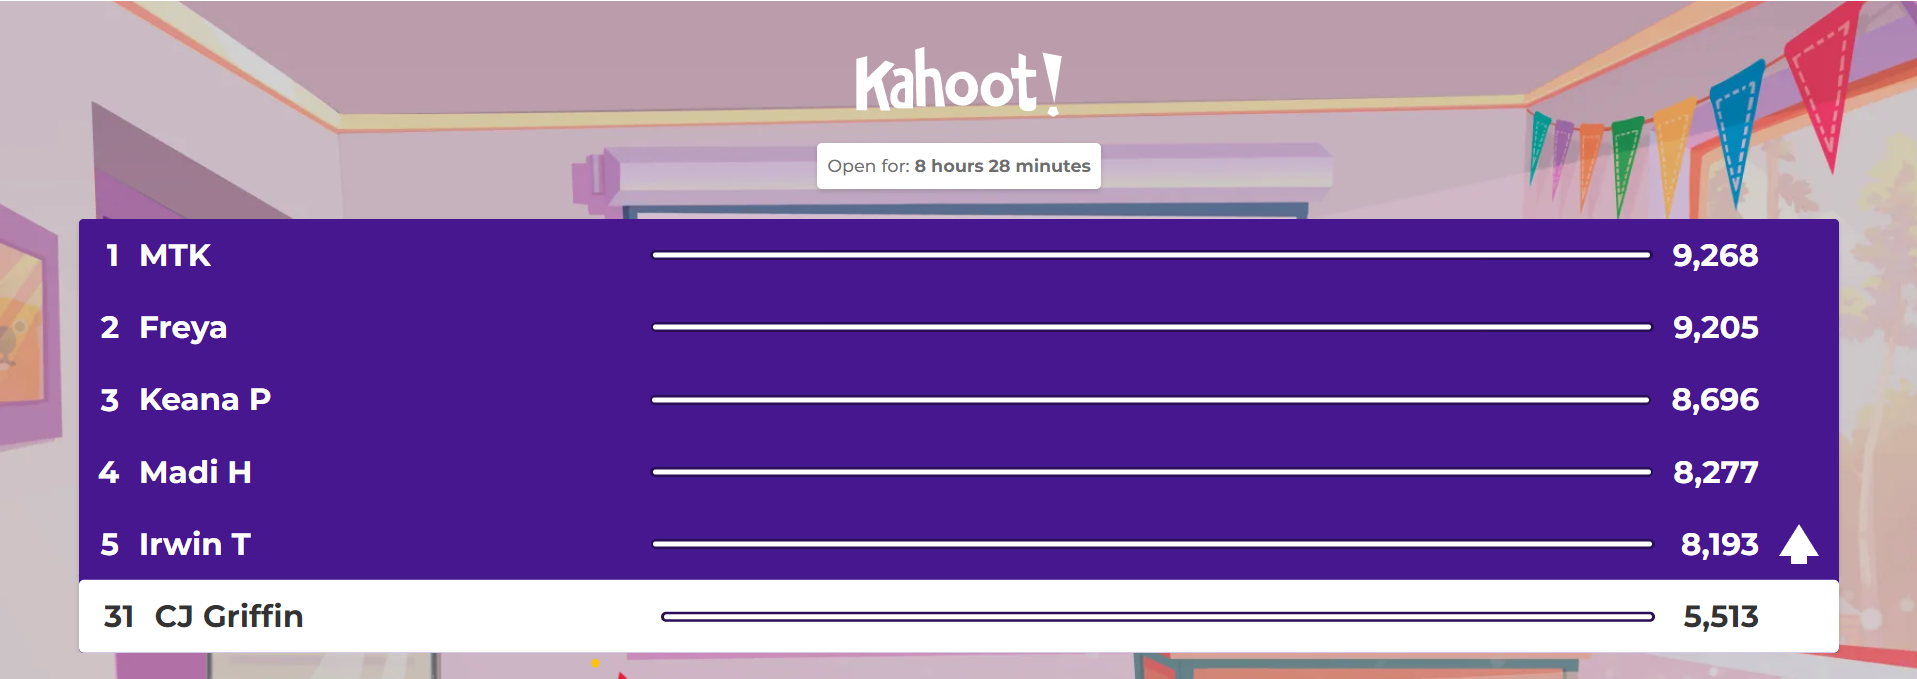 Kahoot!
Open for: 8 hours 28 minutes
1 MTK 9,268
2 Freya 9,205
3 Keana P 8,696
4 Madi H 8,277
5 Irwin T 8,193
31 CJ Griffin 5,513